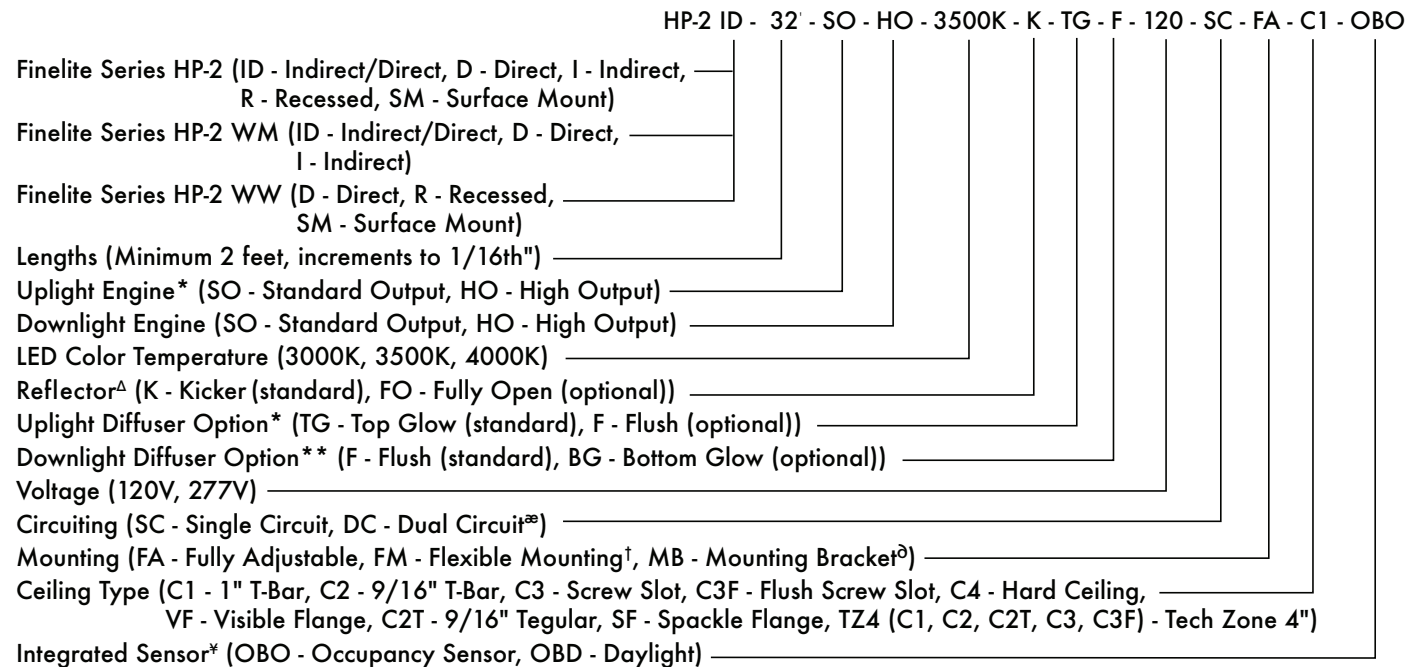 HP-2 ID - 32' - SO - HO - 3500K - K - TG - F - 120 - SC - FA - C1 - OBO
Finelite Series HP-2 (ID - Indirect/Direct, D - Direct, I - Indirect,
R - Recessed, SM - Surface Mount)
Finelite Series HP-2 WM (ID - Indirect/Direct, D - Direct,
I - Indirect)
Finelite Series HP-2 WW (D - Direct, R - Recessed,
SM - Surface Mount)
Lengths (Minimum 2 feet, increments to 1/16th")
Uplight Engine* (SO - Standard Output, HO - High Output)
Downlight Engine (SO - Standard Output, HO - High Output)
LED Color Temperature (3000K, 3500K, 4000K)
Reflector∆ (K - Kicker (standard), FO - Fully Open (optional))
Uplight Diffuser Option* (TG - Top Glow (standard), F - Flush (optional))
Downlight Diffuser Option** (F - Flush (standard), BG - Bottom Glow (optional))
Voltage (120V, 277V)
Circuiting (SC - Single Circuit, DC - Dual Circuitæ)
Mounting (FA - Fully Adjustable, FM - Flexible Mounting†, MB - Mounting Bracket∂)
Ceiling Type (C1 - 1" T-Bar, C2 - 9/16" T-Bar, C3 - Screw Slot, C3F - Flush Screw Slot, C4 - Hard Ceiling,
VF - Visible Flange, C2T - 9/16" Tegular, SF - Spackle Flange, TZ4 (C1, C2, C2T, C3, C3F) - Tech Zone 4")
Integrated Sensor¥ (OBO - Occupancy Sensor, OBD - Daylight)